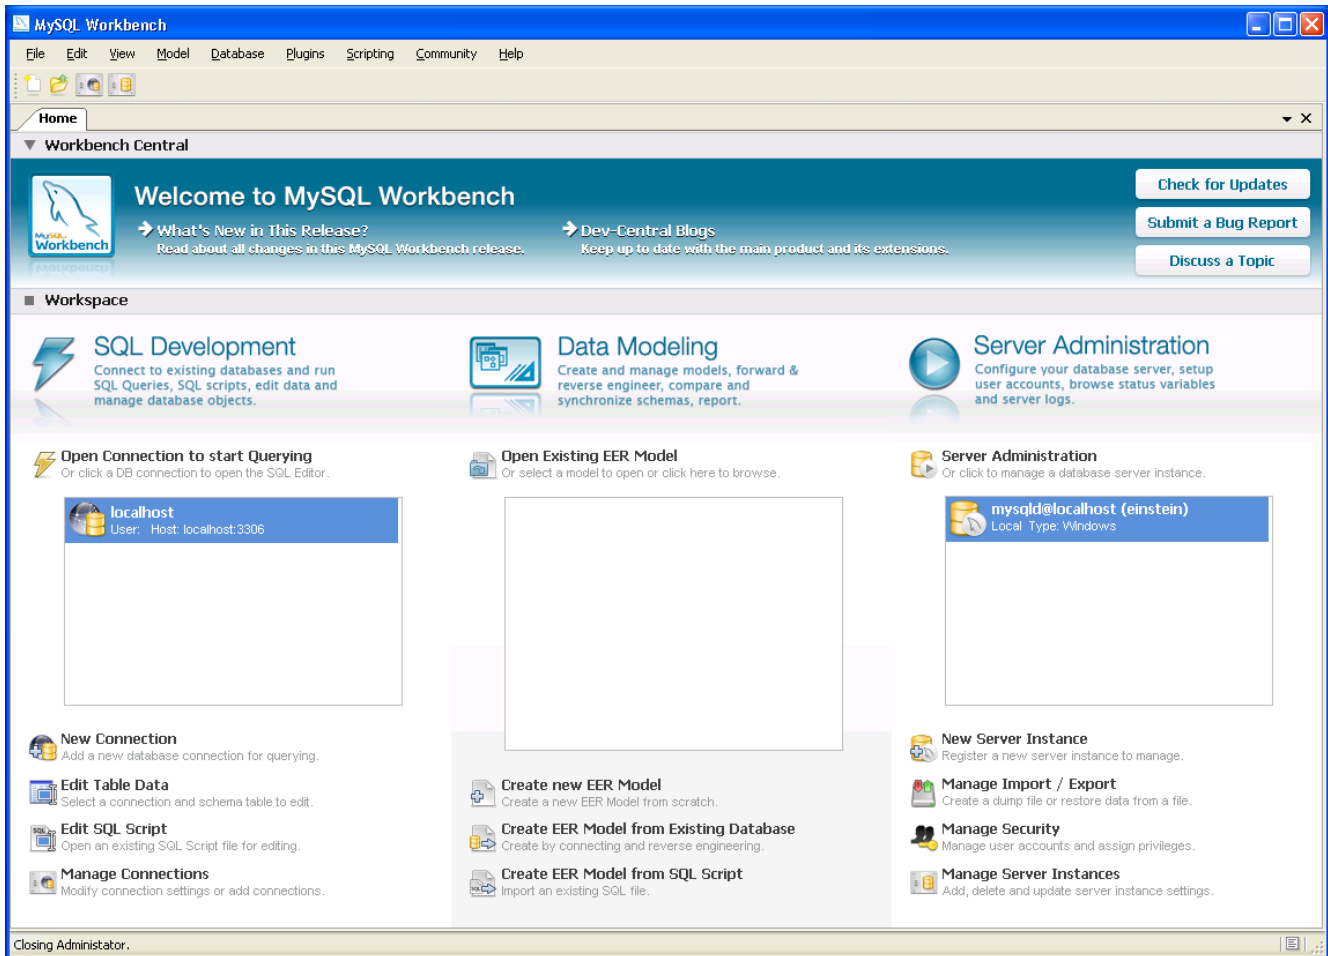 MySQL Workbench
File Edit View Model Database Plugins Scripting Community Help
Home
Workbench Central
Welcome to MySQL Workbench
What's New in This Release?
Read about all changes in this MySQL Workbench release.
Dev-Central Blogs
Keep up to date with the main product and its extensions.
Check for Updates
Submit a Bug Report
Discuss a Topic
MySQL
Workbench
Workspace
SQL Development
Connect to existing databases and run
SQL Queries, SQL scripts, edit data and
manage database objects.
Data Modeling
Create and manage models, forward &
reverse engineer, compare and
synchronize schemas, report.
Server Administration
Configure your database server, setup
user accounts, browse status variables
and server logs.
Open Connection to start Querying
Or click a DB connection to open the SQL Editor.
localhost
User: Host: localhost:3306
New Connection
Add a new database connection for querying.
Edit Table Data
Select a connection and schema table to edit.
SQL
Edit SQL Script
Open an existing SQL Script file for editing.
Manage Connections
Modify connection settings or add connections.
Open Existing EER Model
Or select a model to open or click here to browse.
Create new EER Model
Create a new EER Model from scratch.
Create EER Model from Existing Database
Create by connecting and reverse engineering.
SQL
Create EER Model from SQL Script
Import an existing SQL file.
Server Administration
Or click to manage a database server instance.
mysqld@localhost (einstein)
Local Type: Windows
New Server Instance
Register a new server instance to manage.
Manage Import / Export
Create a dump file or restore data from a file.
Manage Security
Manage user accounts and assign privileges.
Manage Server Instances
Add, delete and update server instance settings.
Closing Administator.